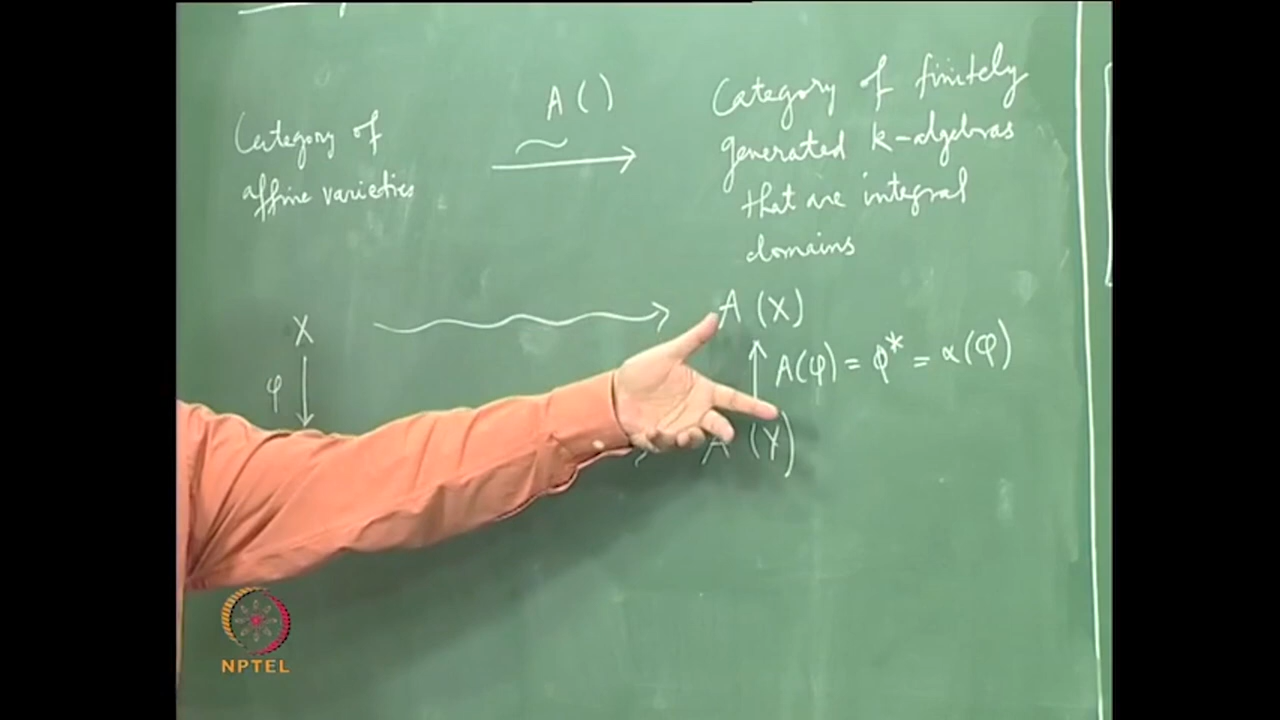 Category of affine varieties
~
A ( )
Category of finitely
generated k-algebras
that are integral
domains
X
A (X)
φ
A(φ) = φ* = α(φ)
A (Y)
NPTEL